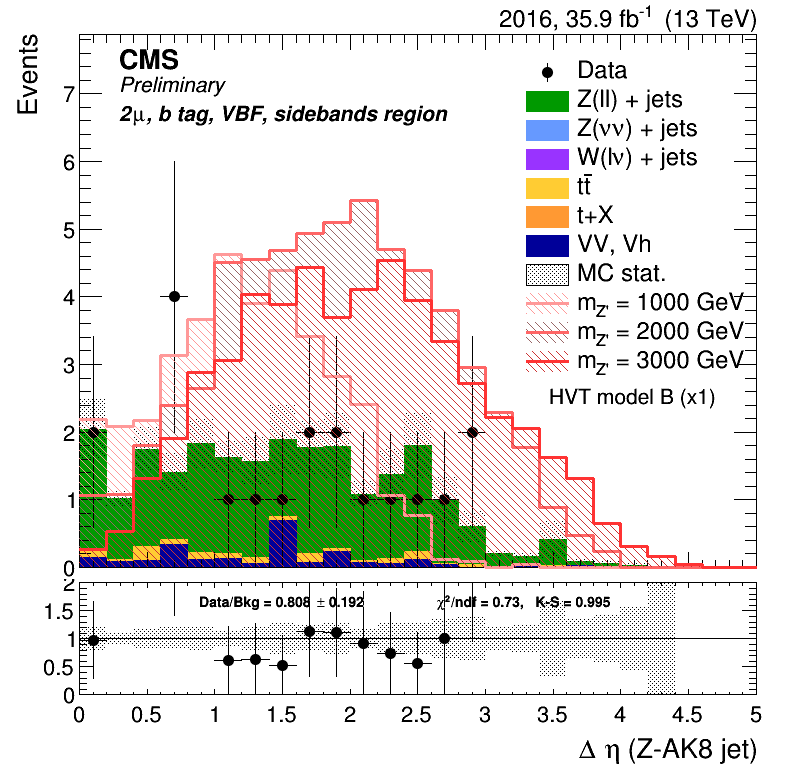 2016, 35.9 fb⁻¹ (13 TeV)
Events
CMS
Preliminary
2μ, b tag, VBF, sidebands region
Data
Z(ll) + jets
Z(νν) + jets
W(lν) + jets
tt̄
t+X
VV, Vh
MC stat.
m_Z' = 1000 GeV
m_Z' = 2000 GeV
m_Z' = 3000 GeV
HVT model B (x1)
7
6
5
4
3
2
1
0
Data/Bkg = 0.808 ± 0.192 χ²/ndf = 0.73, K-S = 0.995
2
1.5
1
0.5
0
0 0.5 1 1.5 2 2.5 3 3.5 4 4.5 5
Δ η (Z-AK8 jet)